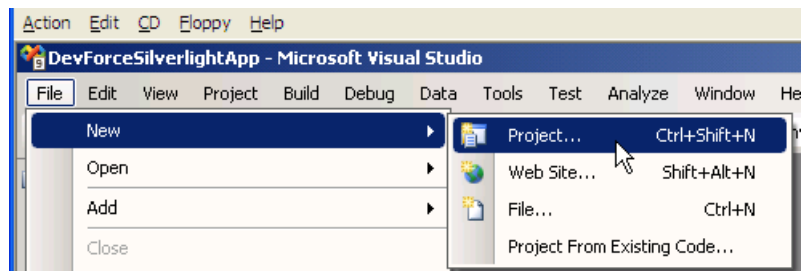 Action Edit CD Floppy Help
DevForceSilverlightApp - Microsoft Visual Studio
File Edit View Project Build Debug Data Tools Test Analyze Window
New
Project... Ctrl+Shift+N
Open
Web Site... Shift+Alt+N
Add
File... Ctrl+N
Close
Project From Existing Code...